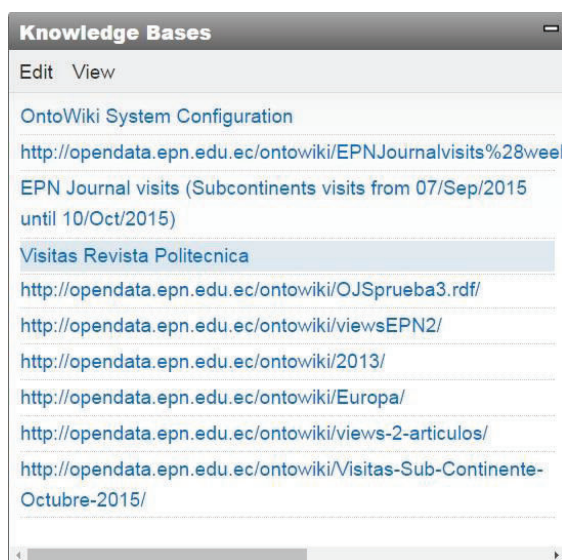 Knowledge Bases
Edit View
OntoWiki System Configuration
http://opendata.epn.edu.ec/ontowiki/EPNJournalvisits%28wee
EPN Journal visits (Subcontinents visits from 07/Sep/2015
until 10/Oct/2015)
Visitas Revista Politecnica
http://opendata.epn.edu.ec/ontowiki/OJSprueba3.rdf/
http://opendata.epn.edu.ec/ontowiki/viewsEPN2/
http://opendata.epn.edu.ec/ontowiki/2013/
http://opendata.epn.edu.ec/ontowiki/Europa/
http://opendata.epn.edu.ec/ontowiki/views-2-articulos/
http://opendata.epn.edu.ec/ontowiki/Visitas-Sub-Continente-
Octubre-2015/